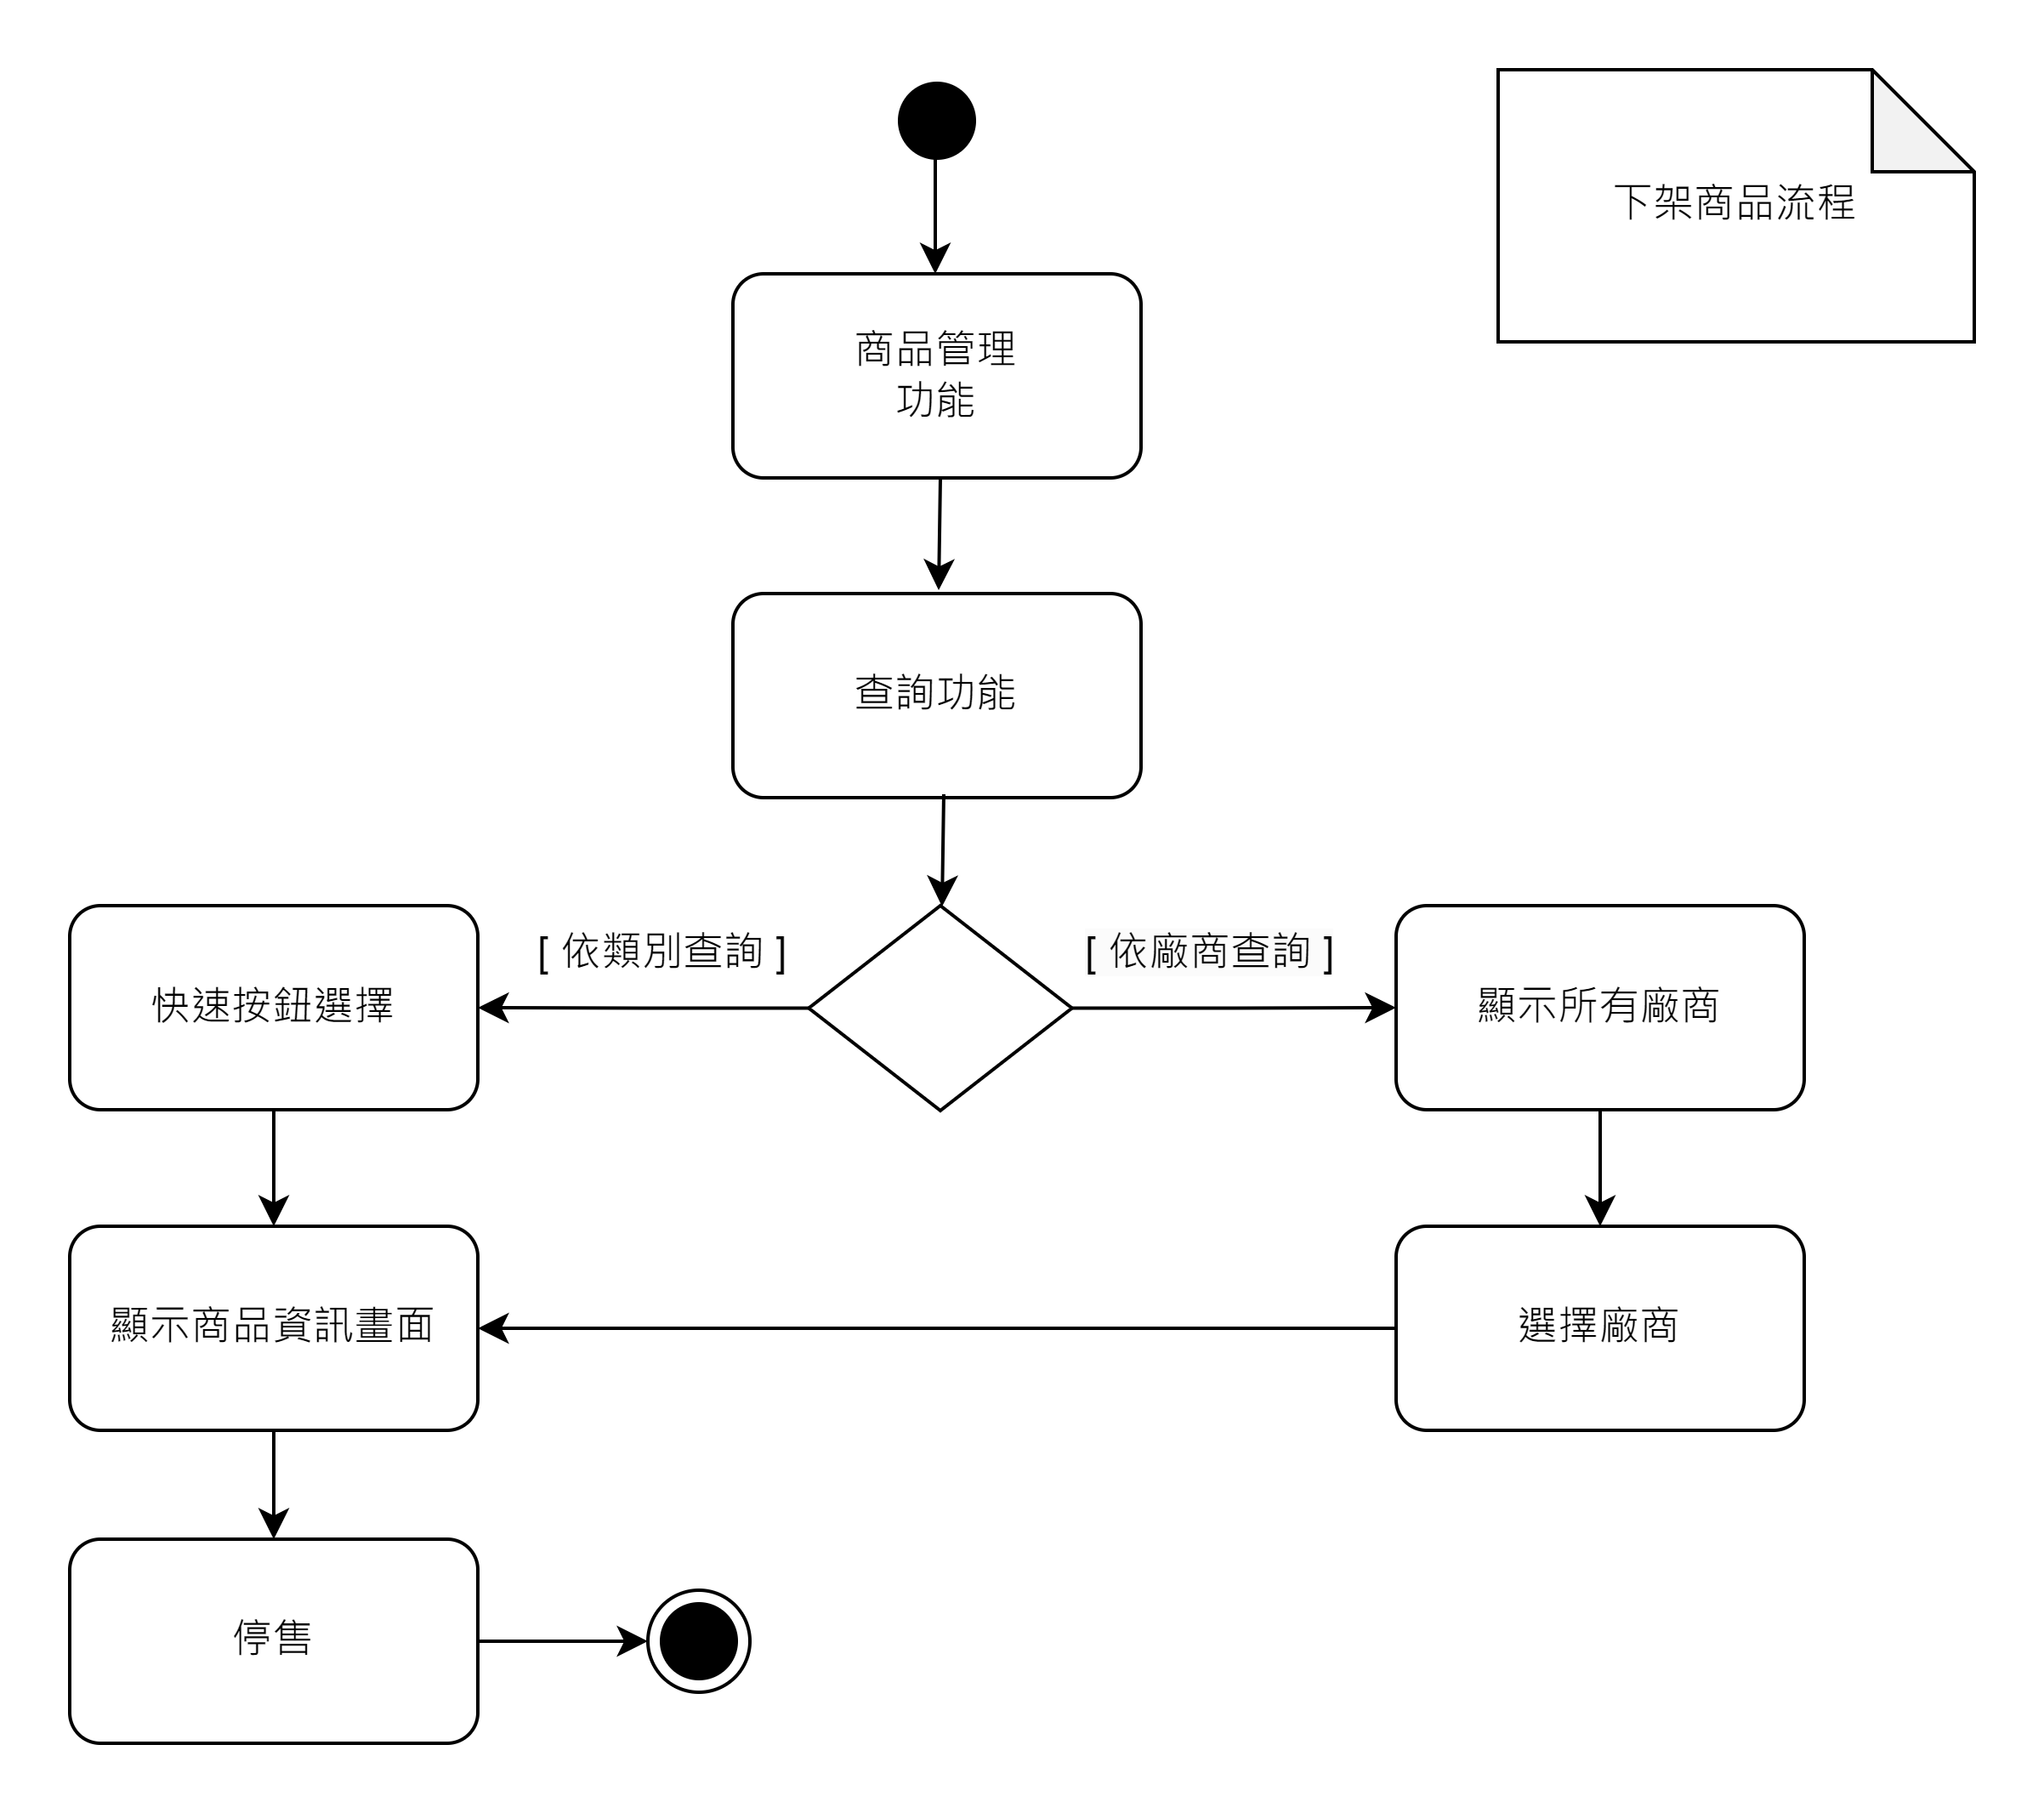 下架商品流程
商品管理
功能
查詢功能
[ 依類別查詢 ]
[ 依廠商查詢 ]
快速按鈕選擇
顯示所有廠商
顯示商品資訊畫面
選擇廠商
停售